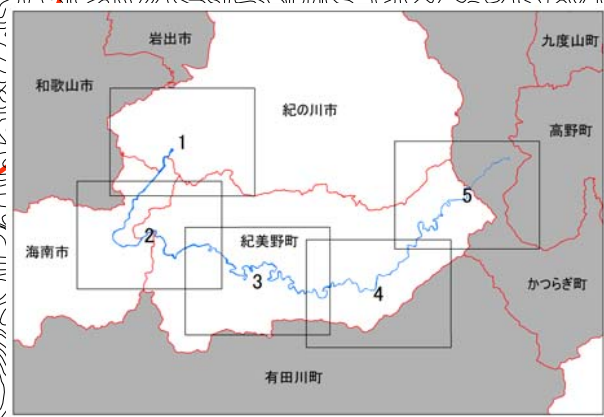 岩出市
九度山町
和歌山市
紀の川市
高野町
1
5
2
紀美野町
海南市
3
4
かつらぎ町
有田川町